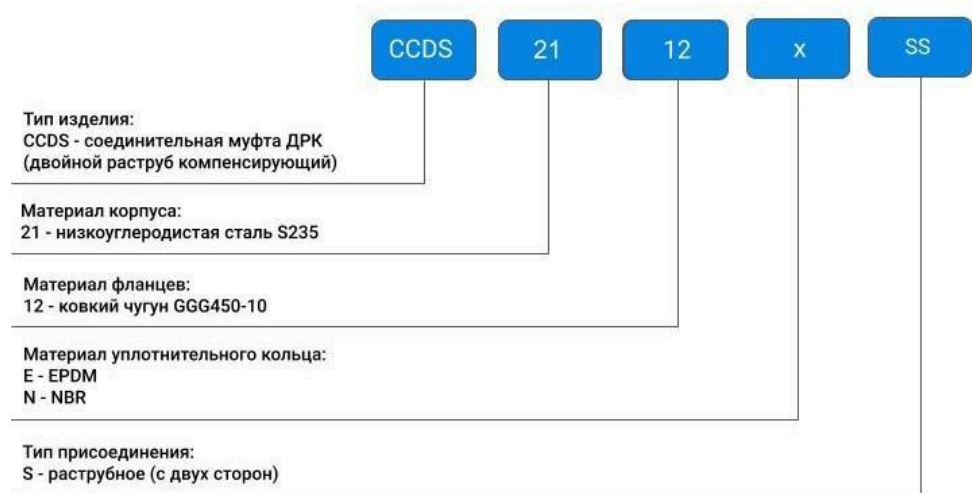 CCDS 21 12 x SS
Тип изделия:
CCDS - соединительная муфта ДРК
(двойной раструб компенсирующий)
Материал корпуса:
21 - низкоуглеродистая сталь S235
Материал фланцев:
12 - ковкий чугун GGG450-10
Материал уплотнительного кольца:
E - EPDM
N - NBR
Тип присоединения:
S - раструбное (с двух сторон)